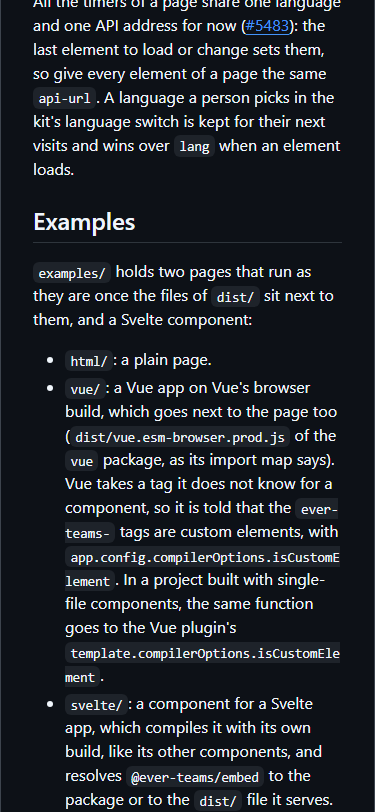 All the timers of a page share one language
and one API address for now (#5483): the
last element to load or change sets them,
so give every element of a page the same
api-url. A language a person picks in the
kit's language switch is kept for their next
visits and wins over lang when an element
loads.
Examples
examples/ holds two pages that run as
they are once the files of dist/ sit next to
them, and a Svelte component:
• html/: a plain page.
• vue/: a Vue app on Vue's browser
build, which goes next to the page too
(dist/vue.esm-browser.prod.js of the
vue package, as its import map says).
Vue takes a tag it does not know for a
component, so it is told that the ever-
teams- tags are custom elements, with
app.config.compilerOptions.isCustomE
lement. In a project built with single-
file components, the same function
goes to the Vue plugin's
template.compilerOptions.isCustomEle
ment.
• svelte/: a component for a Svelte
app, which compiles it with its own
build, like its other components, and
resolves @ever-teams/embed to the
package or to the dist/ file it serves.